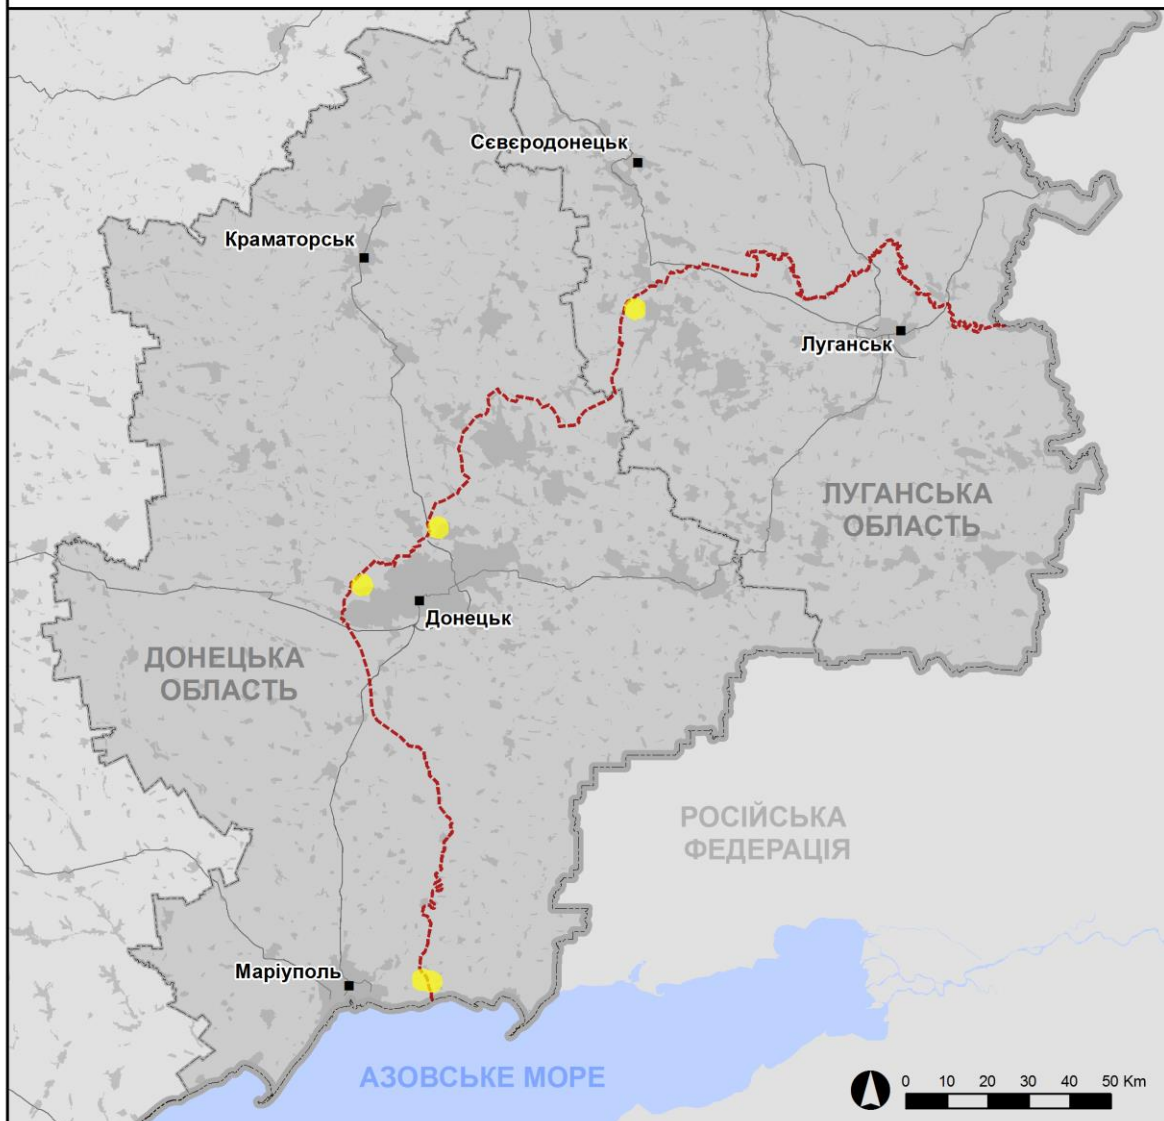 Сєвєродонецьк
Краматорськ
Луганськ
ЛУГАНСЬКА
ОБЛАСТЬ
Донецьк
ДОНЕЦЬКА
ОБЛАСТЬ
РОСІЙСЬКА
ФЕДЕРАЦІЯ
Маріуполь
АЗОВСЬКЕ МОРЕ
0 10 20 30 40 50 Km